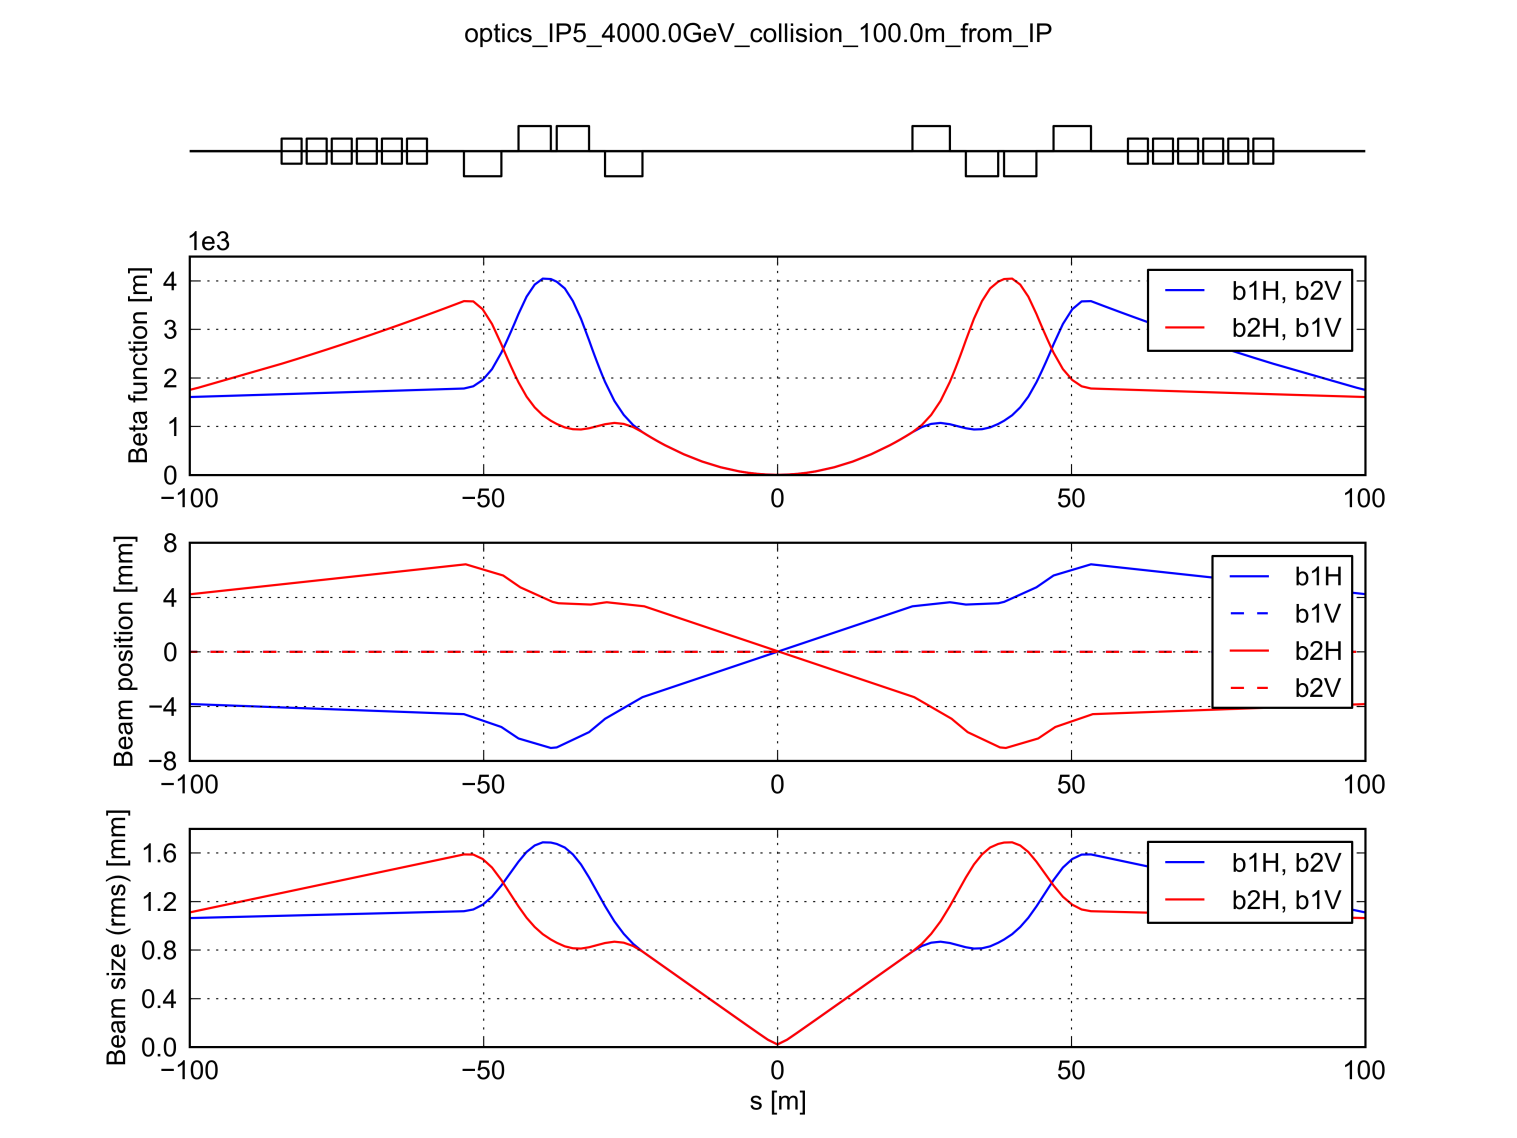 optics_IP5_4000.0GeV_collision_100.0m_from_IP
1e3
Beta function [m]
4
3
2
1
0
b1H, b2V
b2H, b1V
−100
−50
0
50
100
Beam position [mm]
8
4
0
−4
−8
b1H
b1V
b2H
b2V
−100
−50
0
50
100
Beam size (rms) [mm]
1.6
1.2
0.8
0.4
0.0
b1H, b2V
b2H, b1V
−100
−50
0
50
100
s [m]